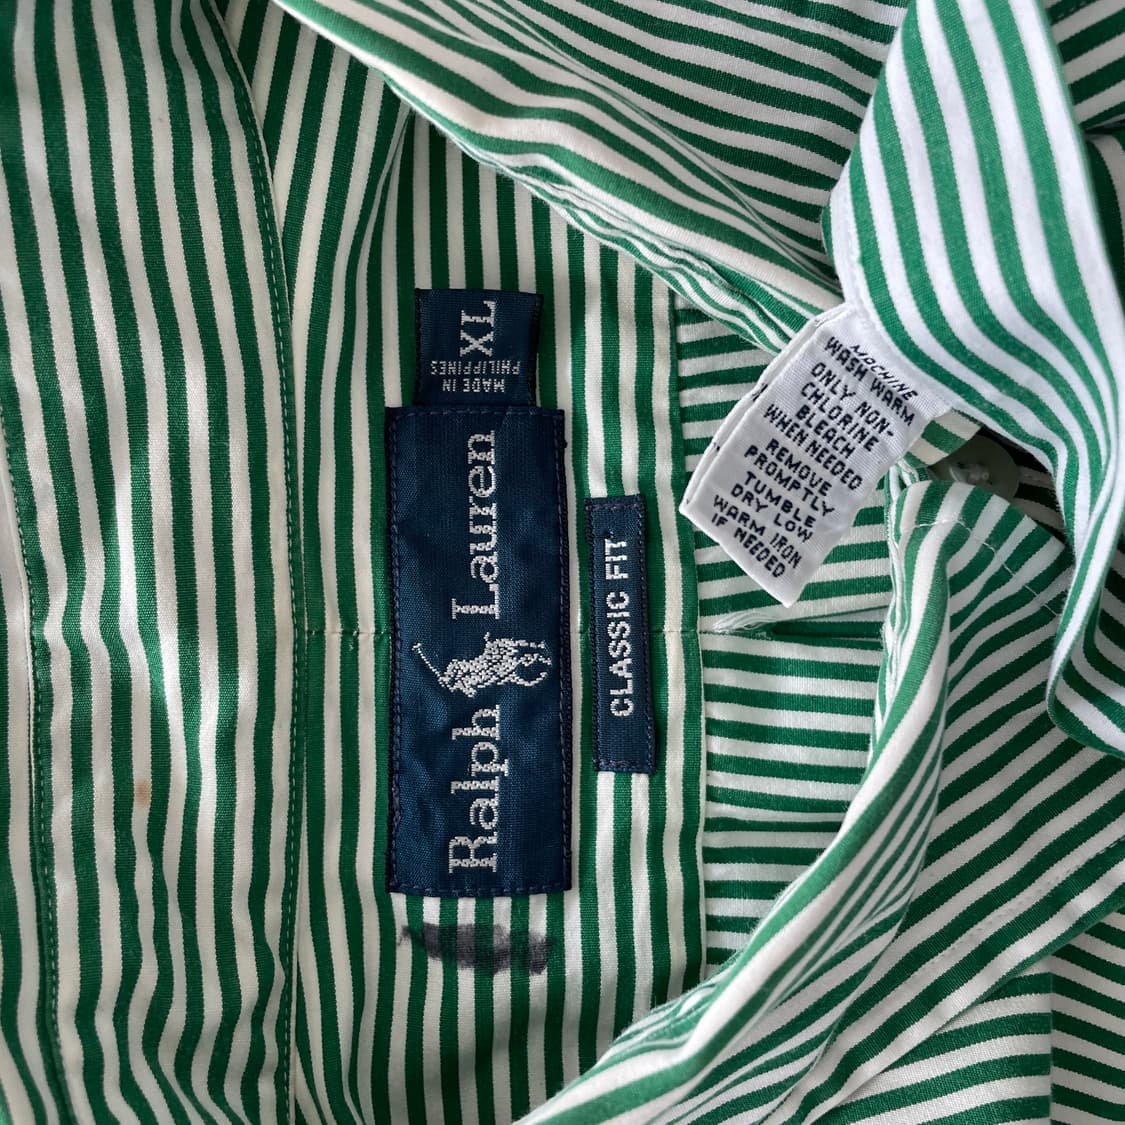 XL
MADE IN
PHILIPPINES
Ralph Lauren
CLASSIC FIT
MACHINE
WASH WARM
ONLY NON-
CHLORINE
BLEACH
WHEN NEEDED
REMOVE
PROMPTLY
TUMBLE
DRY LOW
WARM IRON
IF NEEDED